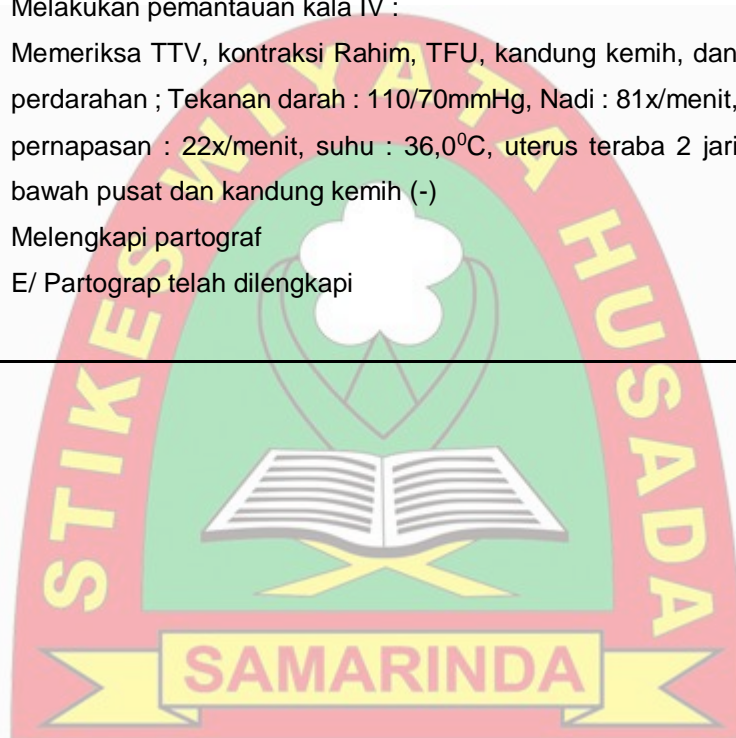 Melakukan pemantauan kala IV :
Memeriksa TTV, kontraksi Rahim, TFU, kandung kemih, dan
perdarahan ; Tekanan darah : 110/70mmHg, Nadi : 81x/menit,
pernapasan : 22x/menit, suhu : 36,0⁰C, uterus teraba 2 jari
bawah pusat dan kandung kemih (-)
Melengkapi partograf
E/ Partograp telah dilengkapi
STIKES WIYATA HUSADA
SAMARINDA